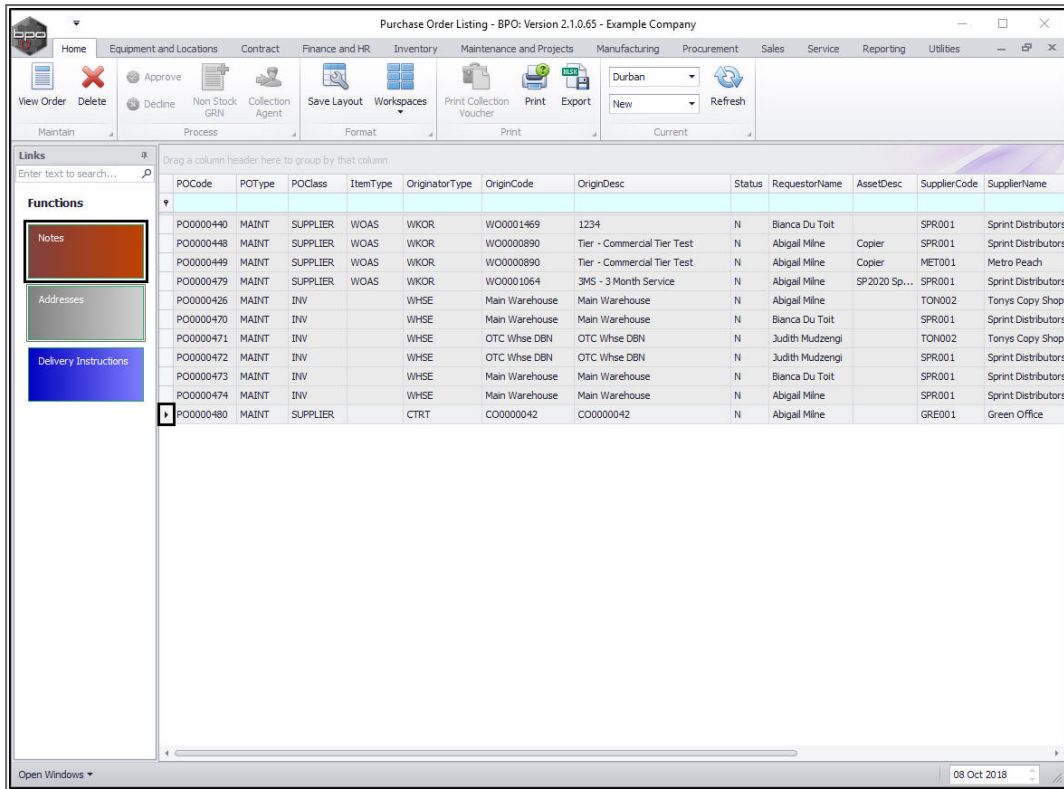 bpo
Purchase Order Listing - BPO: Version 2.1.0.65 - Example Company
Home Equipment and Locations Contract Finance and HR Inventory Maintenance and Projects Manufacturing Procurement Sales Service Reporting Utilities
View Order Delete Approve Decline Non Stock GRN Collection Agent Save Layout Workspaces Print Collection Voucher Print XLSX Export Durban New Refresh
Maintain Process Format Print Current
Links
Enter text to search...
Functions
Notes
Addresses
Delivery Instructions
Drag a column header here to group by that column
POCode POType POClass ItemType OriginatorType OriginCode OriginDesc Status RequestorName AssetDesc SupplierCode SupplierName
PO0000440 MAINT SUPPLIER WOAS WKOR WO0001469 1234 N Bianca Du Toit SPR001 Sprint Distributors
PO0000448 MAINT SUPPLIER WOAS WKOR WO0000890 Tier - Commercial Tier Test N Abigail Milne Copier SPR001 Sprint Distributors
PO0000449 MAINT SUPPLIER WOAS WKOR WO0000890 Tier - Commercial Tier Test N Abigail Milne Copier MET001 Metro Peach
PO0000479 MAINT SUPPLIER WOAS WKOR WO0001064 3MS - 3 Month Service N Abigail Milne SP2020 Sp... SPR001 Sprint Distributors
PO0000426 MAINT INV WHSE Main Warehouse Main Warehouse N Abigail Milne TON002 Tonys Copy Shop
PO0000470 MAINT INV WHSE Main Warehouse Main Warehouse N Bianca Du Toit SPR001 Sprint Distributors
PO0000471 MAINT INV WHSE OTC Whse DBN OTC Whse DBN N Judith Mudzengi TON002 Tonys Copy Shop
PO0000472 MAINT INV WHSE OTC Whse DBN OTC Whse DBN N Judith Mudzengi SPR001 Sprint Distributors
PO0000473 MAINT INV WHSE Main Warehouse Main Warehouse N Bianca Du Toit SPR001 Sprint Distributors
PO0000474 MAINT INV WHSE Main Warehouse Main Warehouse N Abigail Milne SPR001 Sprint Distributors
PO0000480 MAINT SUPPLIER CTRT CO0000042 CO0000042 N Abigail Milne GRE001 Green Office
Open Windows 08 Oct 2018